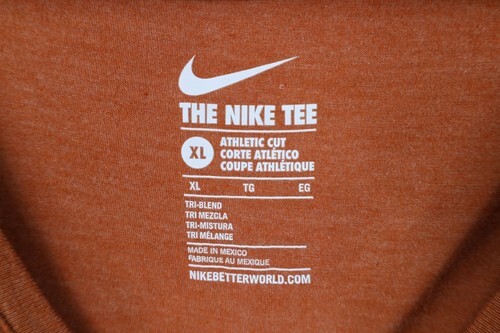 THE NIKE TEE
XL
ATHLETIC CUT
CORTE ATLÉTICO
COUPE ATHLÉTIQUE
XL TG EG
TRI-BLEND
TRI MEZCLA
TRI-MISTURA
TRI MÉLANGE
MADE IN MEXICO
FABRIQUE AU MEXIQUE
NIKEBETTERWORLD.COM